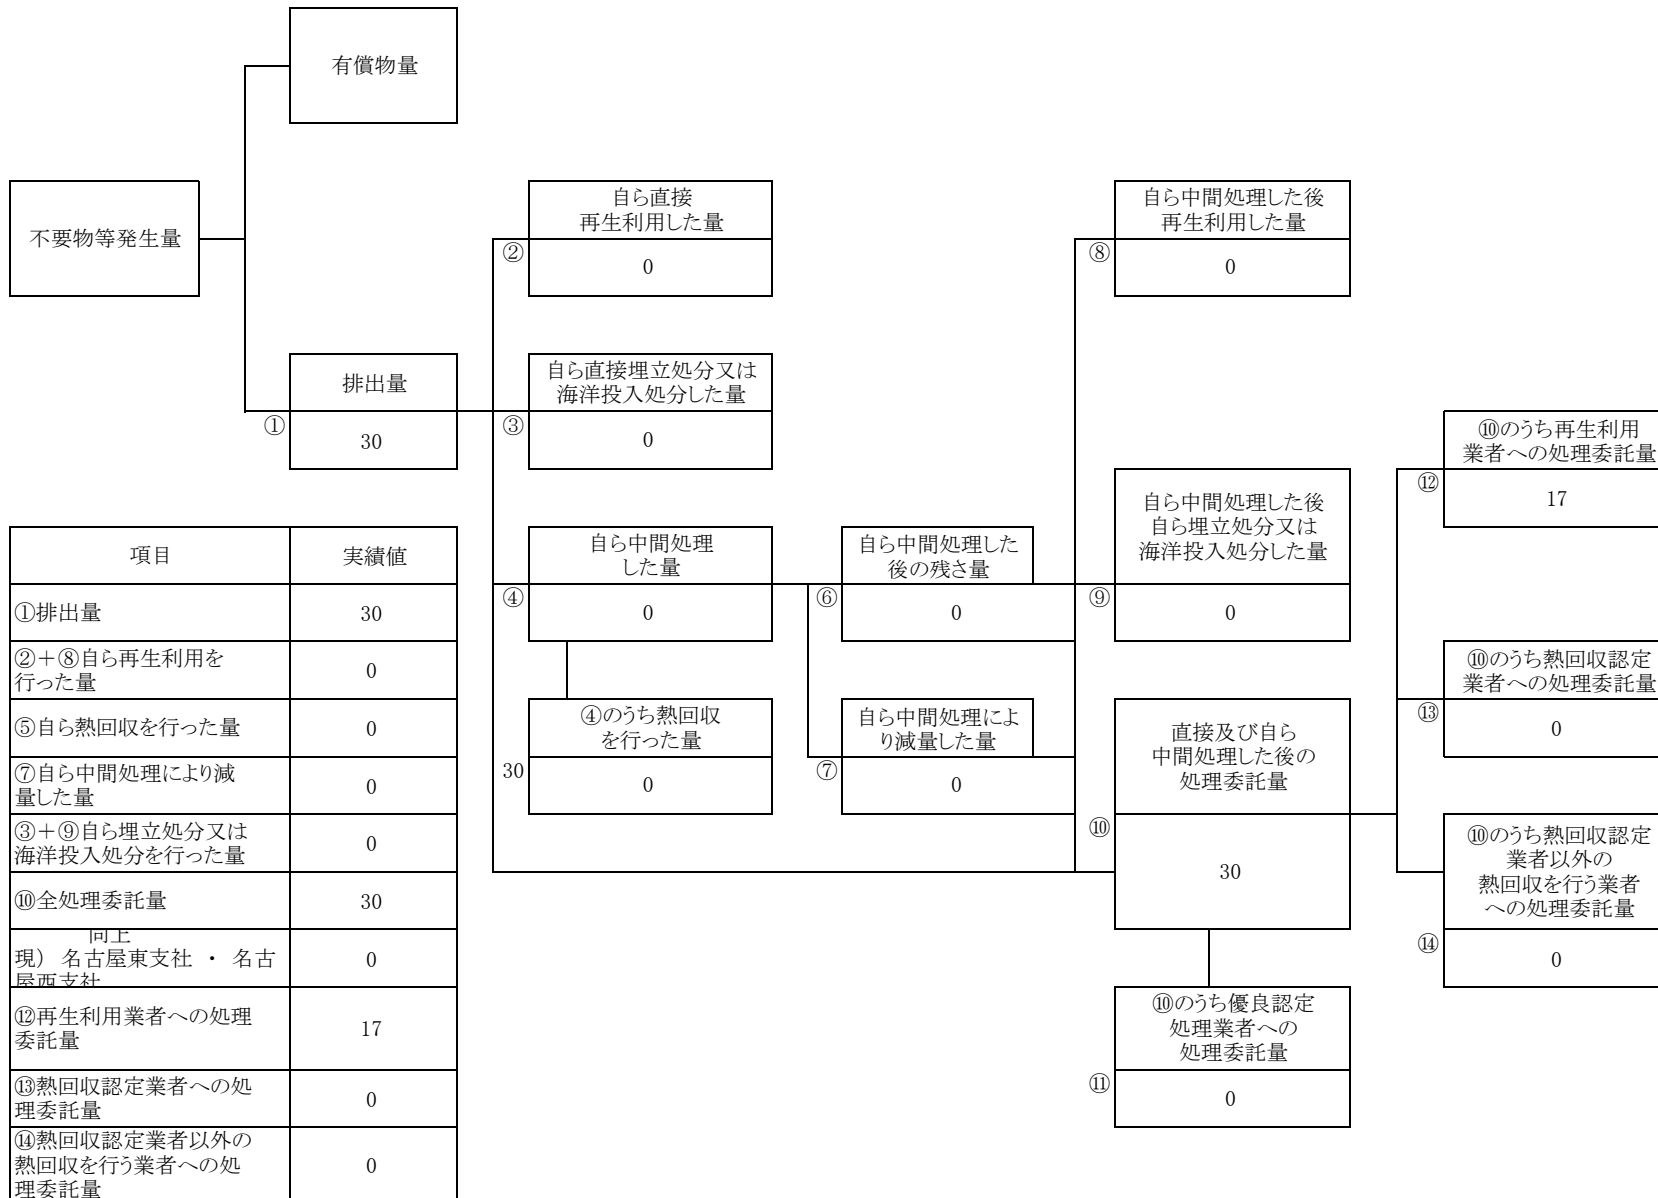 有償物量
不要物等発生量
自ら直接
再生利用した量
②
0
自ら中間処理した後
再生利用した量
⑧
0
排出量
①
30
自ら直接埋立処分又は
海洋投入処分した量
③
0
⑩のうち再生利用
業者への処理委託量
⑫
17
自ら中間処理した後
自ら埋立処分又は
海洋投入処分した量
⑨
0
自ら中間処理
した量
④
0
自ら中間処理した
後の残さ量
⑥
0
④のうち熱回収
を行った量
30
0
自ら中間処理によ
り減量した量
⑦
0
直接及び自ら
中間処理した後の
処理委託量
⑩
30
⑩のうち熱回収認定
業者への処理委託量
⑬
0
⑩のうち熱回収認定
業者以外の
熱回収を行う業者
への処理委託量
⑭
0
⑩のうち優良認定
処理業者への
処理委託量
⑪
0
項目 実績値
①排出量 30
②＋⑧自ら再生利用を
行った量 0
⑤自ら熱回収を行った量 0
⑦自ら中間処理により減
量した量 0
③＋⑨自ら埋立処分又は
海洋投入処分を行った量 0
⑩全処理委託量 30
同上
現） 名古屋東支社 ・ 名古
屋西支社 0
⑫再生利用業者への処理
委託量 17
⑬熱回収認定業者への処
理委託量 0
⑭熱回収認定業者以外の
熱回収を行う業者への処
理委託量 0